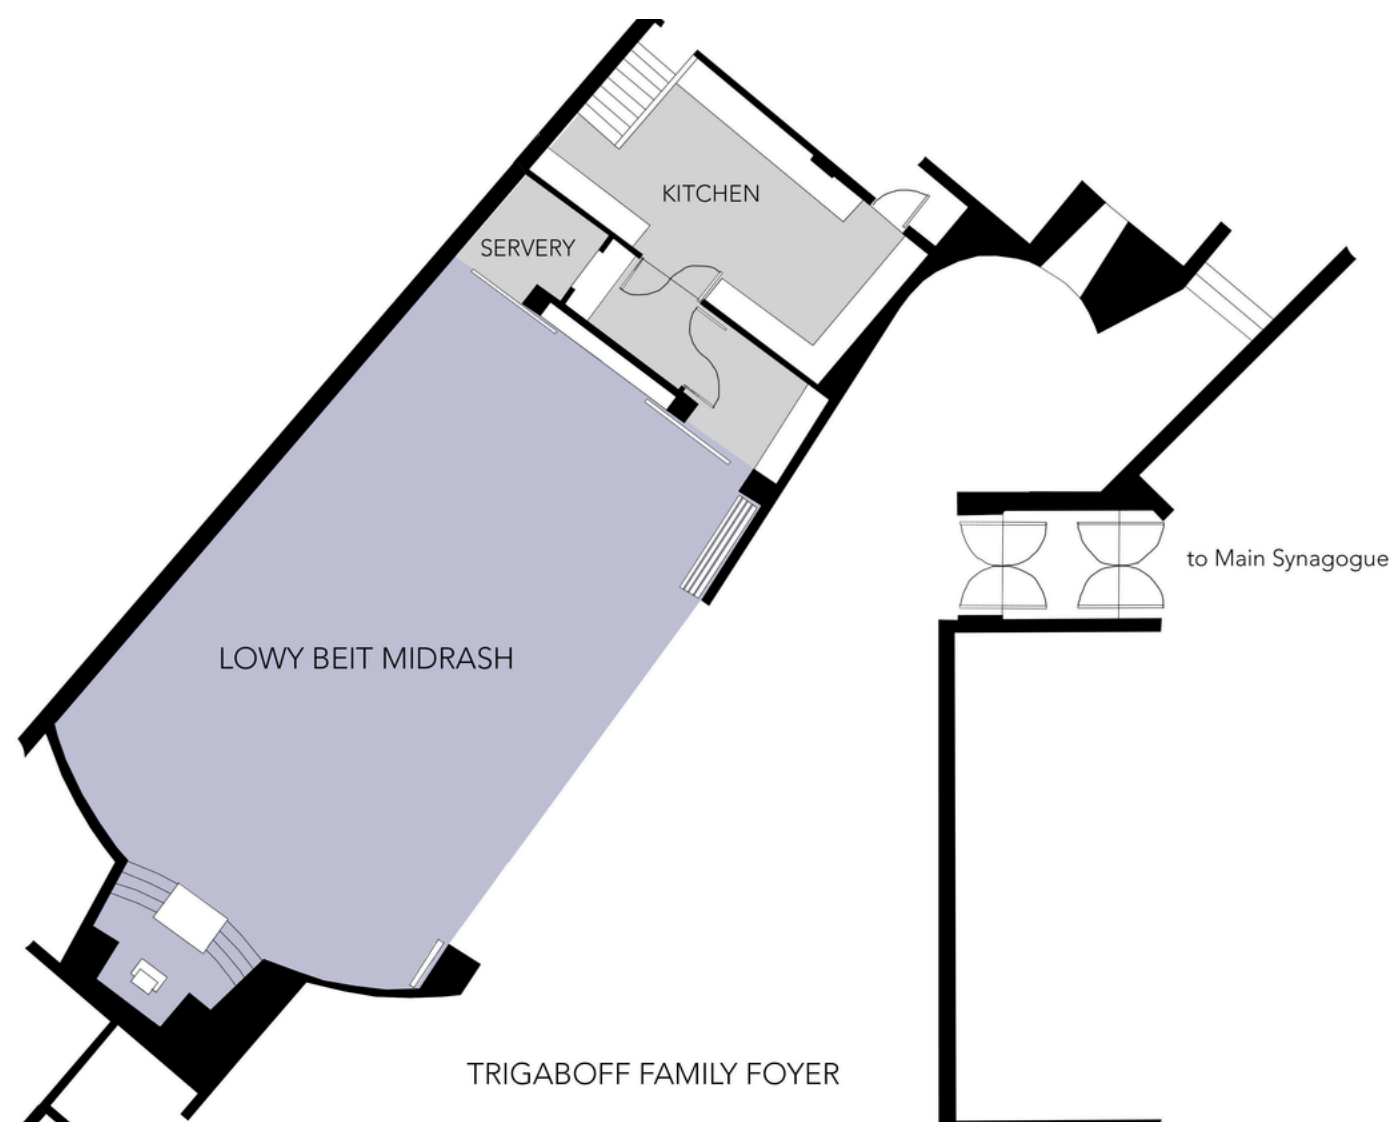 KITCHEN
SERVERY
to Main Synagogue
LOWY BEIT MIDRASH
TRIGABOFF FAMILY FOYER